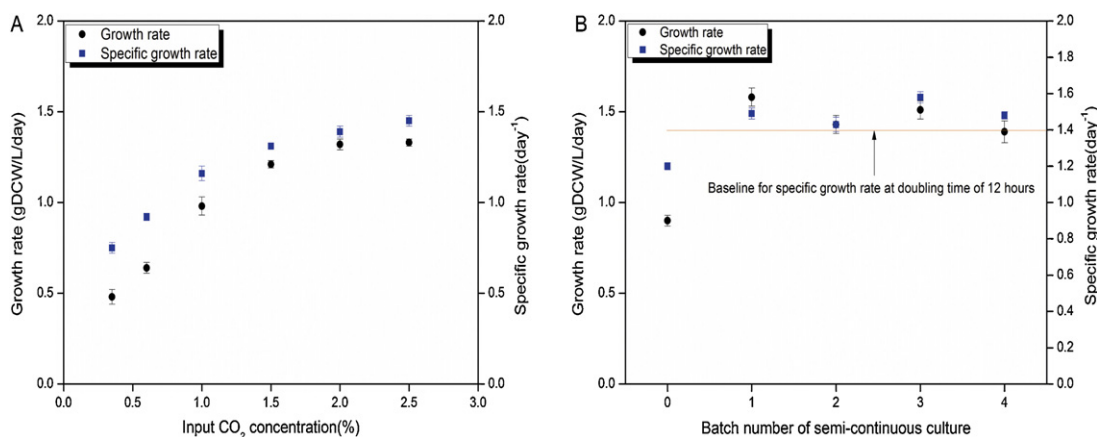 A
Growth rate
Specific growth rate
Growth rate (gDCW/L/day)
2.0
1.5
1.0
0.5
0.0
0.0 0.5 1.0 1.5 2.0 2.5 3.0
Input CO2 concentration(%)
2.0
1.5
1.0
0.5
0.0
Specific growth rate(day-1)
B
Growth rate
Specific growth rate
Growth rate (gDCW/L/day)
2.0
1.5
1.0
0.5
0.0
Baseline for specific growth rate at doubling time of 12 hours
0 1 2 3 4
Batch number of semi-continuous culture
2.0
1.8
1.6
1.4
1.2
1.0
0.8
0.6
0.4
0.2
0.0
Specific growth rate(day-1)